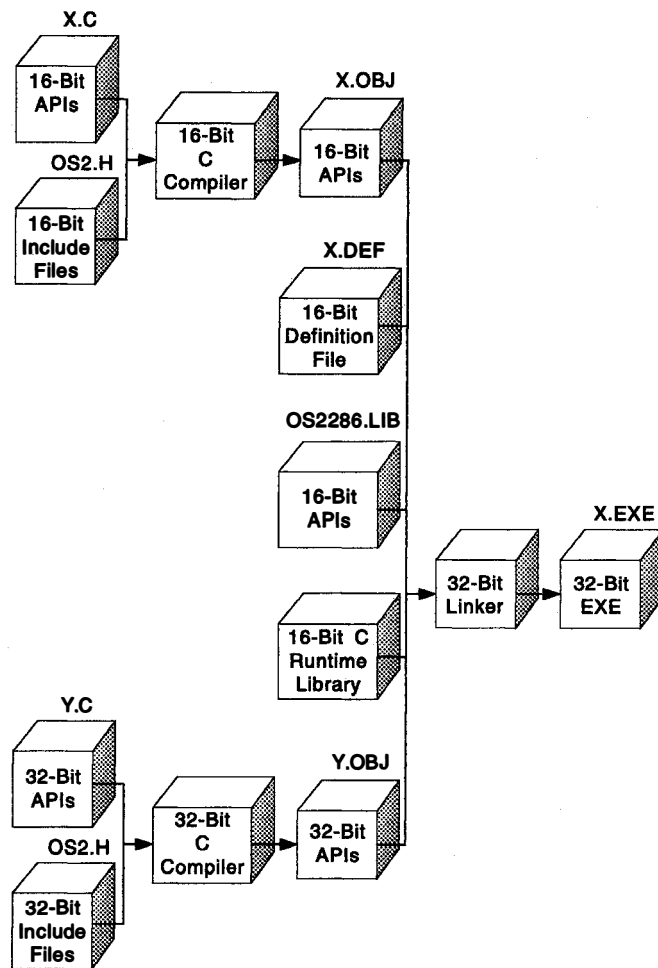 X.C
16-Bit
APIs
OS2.H
16-Bit
Include
Files
16-Bit
C
Compiler
X.OBJ
16-Bit
APIs
X.DEF
16-Bit
Definition
File
OS2286.LIB
16-Bit
APIs
16-Bit C
Runtime
Library
Y.C
32-Bit
APIs
OS2.H
32-Bit
Include
Files
32-Bit
C
Compiler
Y.OBJ
32-Bit
APIs
32-Bit
Linker
X.EXE
32-Bit
EXE